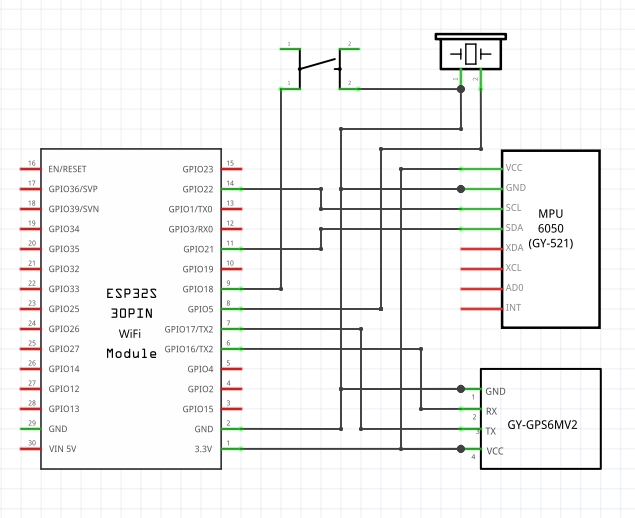 1
2
1
2
1
2
16
EN/RESET
GPIO23
15
17
GPIO36/SVP
GPIO22
14
18
GPIO39/SVN
GPIO1/TX0
13
19
GPIO34
GPIO3/RX0
12
20
GPIO35
GPIO21
11
21
GPIO32
GPIO19
10
22
GPIO33
GPIO18
9
23
GPIO25
GPIO5
8
24
GPIO26
GPIO17/TX2
7
25
GPIO27
GPIO16/TX2
6
26
GPIO14
GPIO4
5
27
GPIO12
GPIO2
4
28
GPIO13
GPIO15
3
29
GND
GND
2
30
VIN 5V
3.3V
1
ESP32S
30PIN
WiFi
Module
VCC
GND
SCL
SDA
XDA
XCL
AD0
INT
MPU
6050
(GY-521)
GND
1
RX
2
TX
VCC
4
GY-GPS6MV2